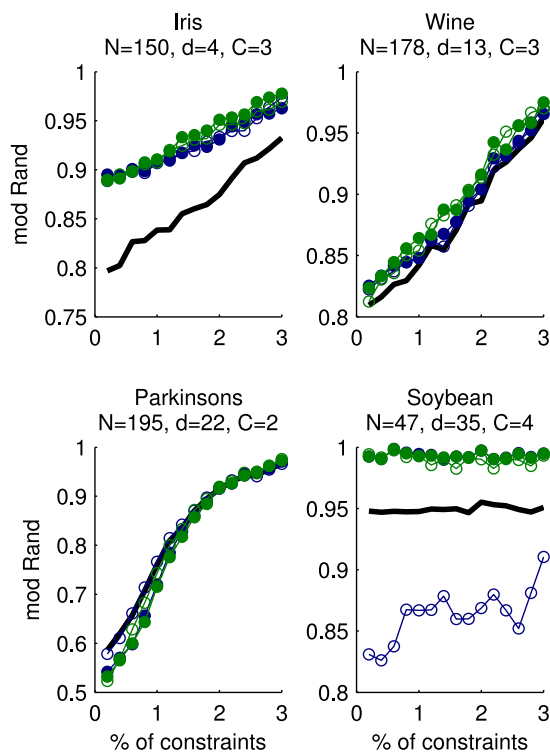 Iris
N=150, d=4, C=3
1
0.95
0.9
0.85
0.8
0.75
mod Rand
0 1 2 3
Wine
N=178, d=13, C=3
1
0.95
0.9
0.85
0.8
0 1 2 3
Parkinsons
N=195, d=22, C=2
1
0.9
0.8
0.7
0.6
0.5
mod Rand
0 1 2 3
% of constraints
Soybean
N=47, d=35, C=4
1
0.95
0.9
0.85
0.8
0 1 2 3
% of constraints